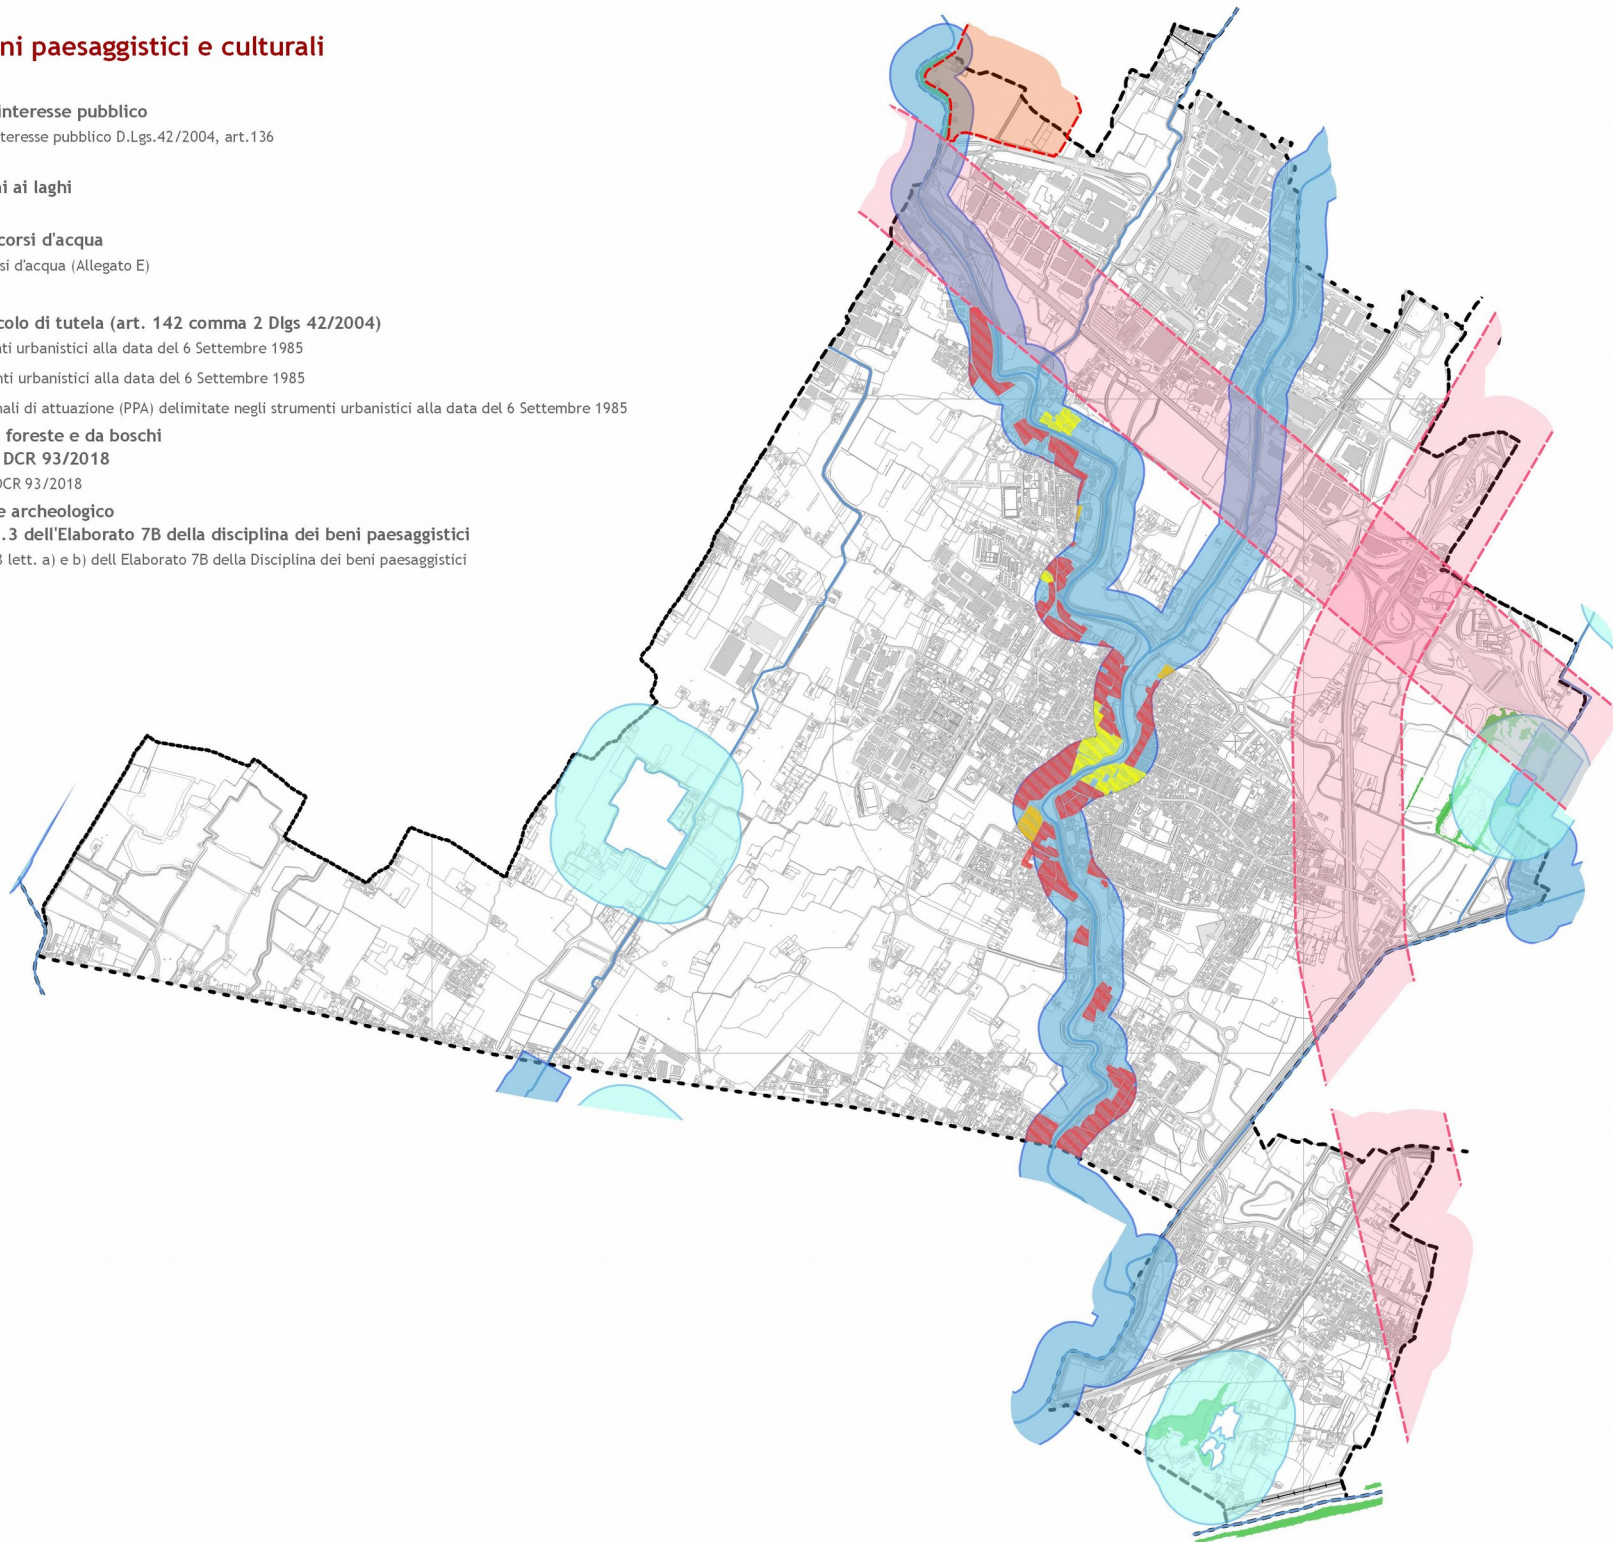 ni paesaggistici e culturali
interesse pubblico
teresse pubblico D.Lgs.42/2004, art.136
i ai laghi
corsi d'acqua
si d'acqua (Allegato E)
colo di tutela (art. 142 comma 2 Dlgs 42/2004)
ti urbanistici alla data del 6 Settembre 1985
nti urbanistici alla data del 6 Settembre 1985
nali di attuazione (PPA) delimitate negli strumenti urbanistici alla data del 6 Settembre 1985
foreste e da boschi
DCR 93/2018
DCR 93/2018
e archeologico
.3 dell'Elaborato 7B della disciplina dei beni paesaggistici
3 lett. a) e b) dell Elaborato 7B della Disciplina dei beni paesaggistici